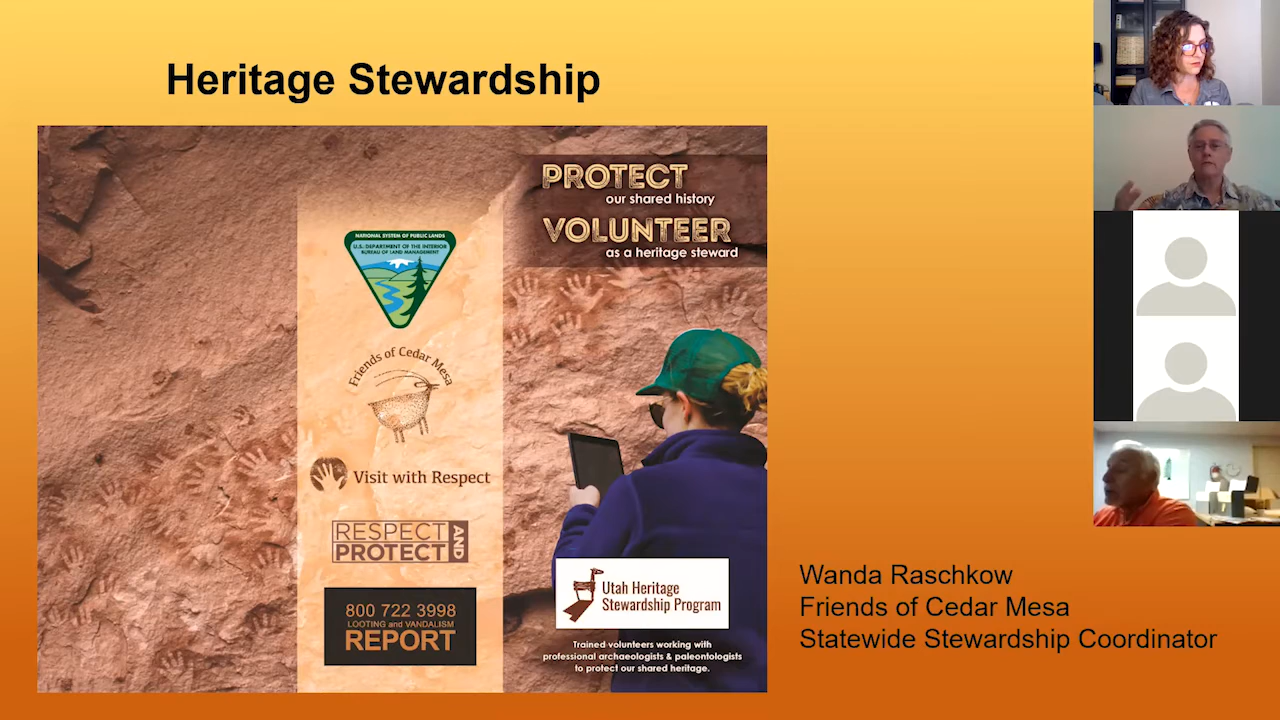 Heritage Stewardship
PROTECT
our shared history
VOLUNTEER
as a heritage steward
NATIONAL SYSTEM OF PUBLIC LANDS
U.S. DEPARTMENT OF THE INTERIOR
BUREAU OF LAND MANAGEMENT
Friends of Cedar Mesa
Visit with Respect
RESPECT AND
PROTECT
800 722 3998
LOOTING and VANDALISM
REPORT
Utah Heritage
Stewardship Program
Trained volunteers working with
professional archaeologists & paleontologists
to protect our shared heritage.
Wanda Raschkow
Friends of Cedar Mesa
Statewide Stewardship Coordinator